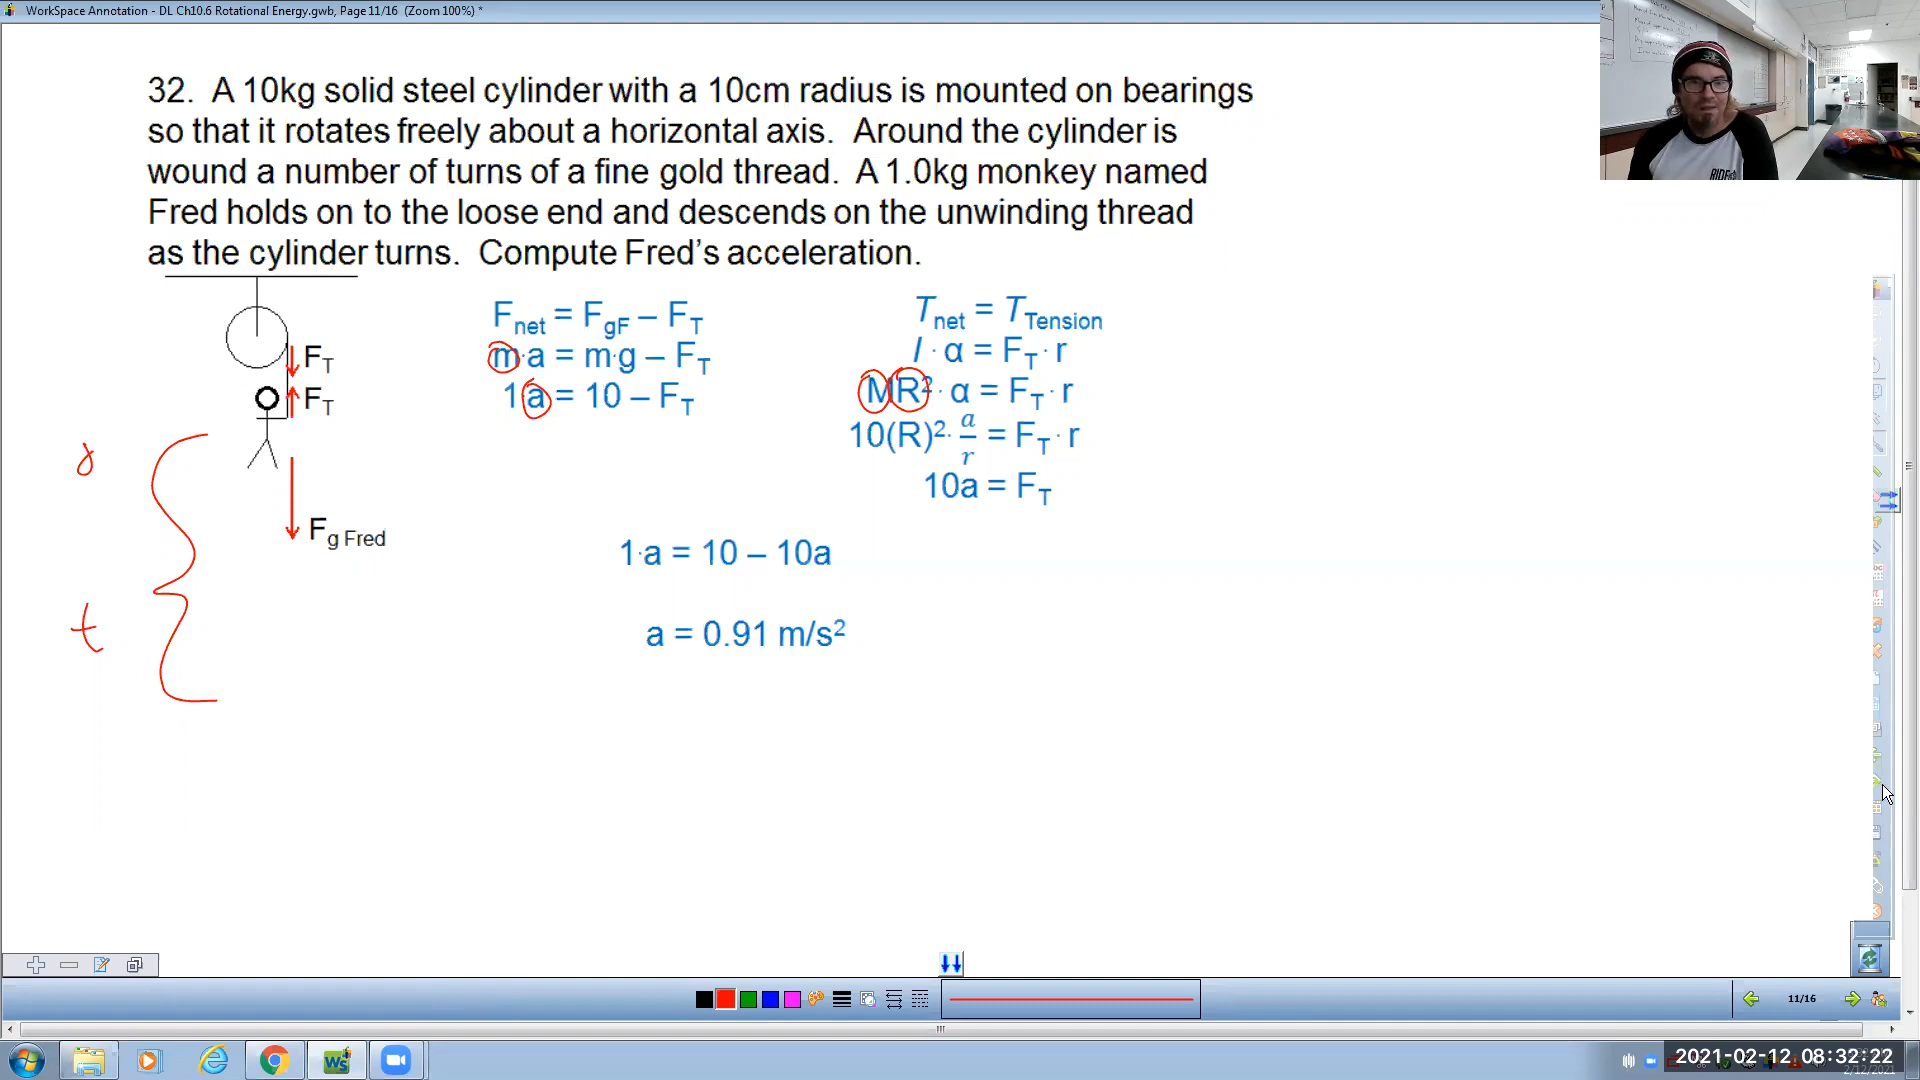 WorkSpace Annotation - DL Ch10.6 Rotational Energy.gwb, Page 11/16 (Zoom 100%) *
32. A 10kg solid steel cylinder with a 10cm radius is mounted on bearings
so that it rotates freely about a horizontal axis. Around the cylinder is
wound a number of turns of a fine gold thread. A 1.0kg monkey named
Fred holds on to the loose end and descends on the unwinding thread
as the cylinder turns. Compute Fred’s acceleration.
F_T
F_T
F_g Fred
F_net = F_gF – F_T
m·a = m·g – F_T
1a = 10 – F_T
T_net = T_Tension
I · α = F_T · r
MR² · α = F_T · r
10(R)² · a/r = F_T · r
10a = F_T
1·a = 10 – 10a
a = 0.91 m/s²
t
11/16
2021-02-12 08:32:22